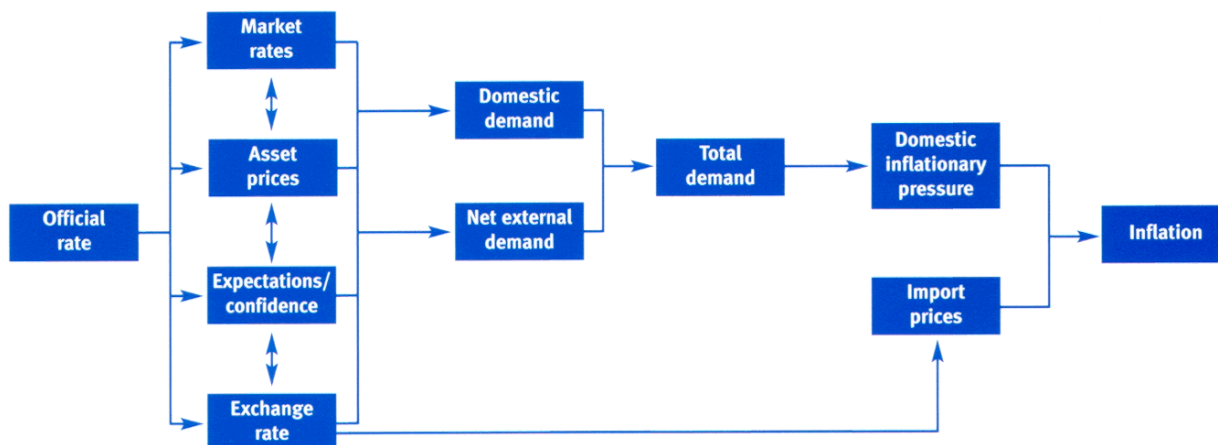 Market
rates
Asset
prices
Official
rate
Expectations/
confidence
Exchange
rate
Domestic
demand
Net external
demand
Total
demand
Domestic
inflationary
pressure
Import
prices
Inflation